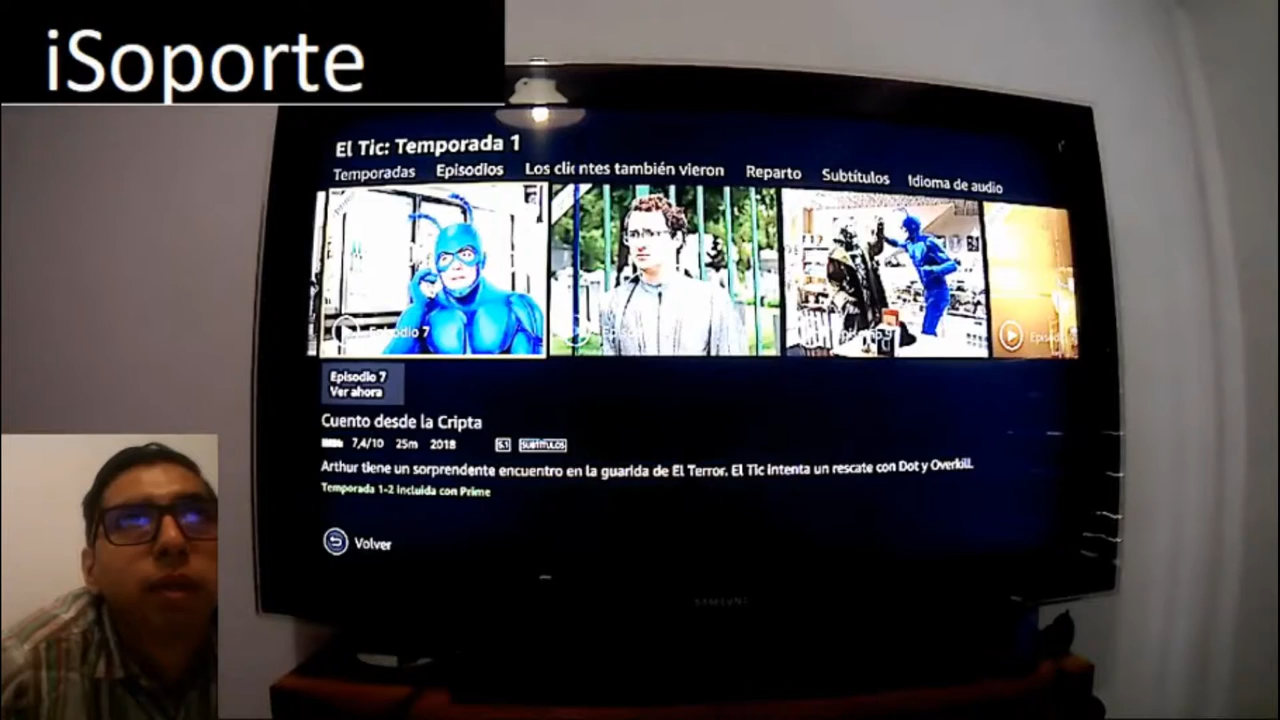 iSoporte
El Tic: Temporada 1
Temporadas Episodios Los clientes también vieron Reparto Subtítulos Idioma de audio
prime
Episodio 7
Episodio 7
Ver ahora
Cuento desde la Cripta
IMDb 7,4/10 25m 2018 5.1 SUBTÍTULOS
Arthur tiene un sorprendente encuentro en la guarida de El Terror. El Tic intenta un rescate con Dot y Overkill.
Temporada 1-2 incluida con Prime
Volver
SAMSUNG